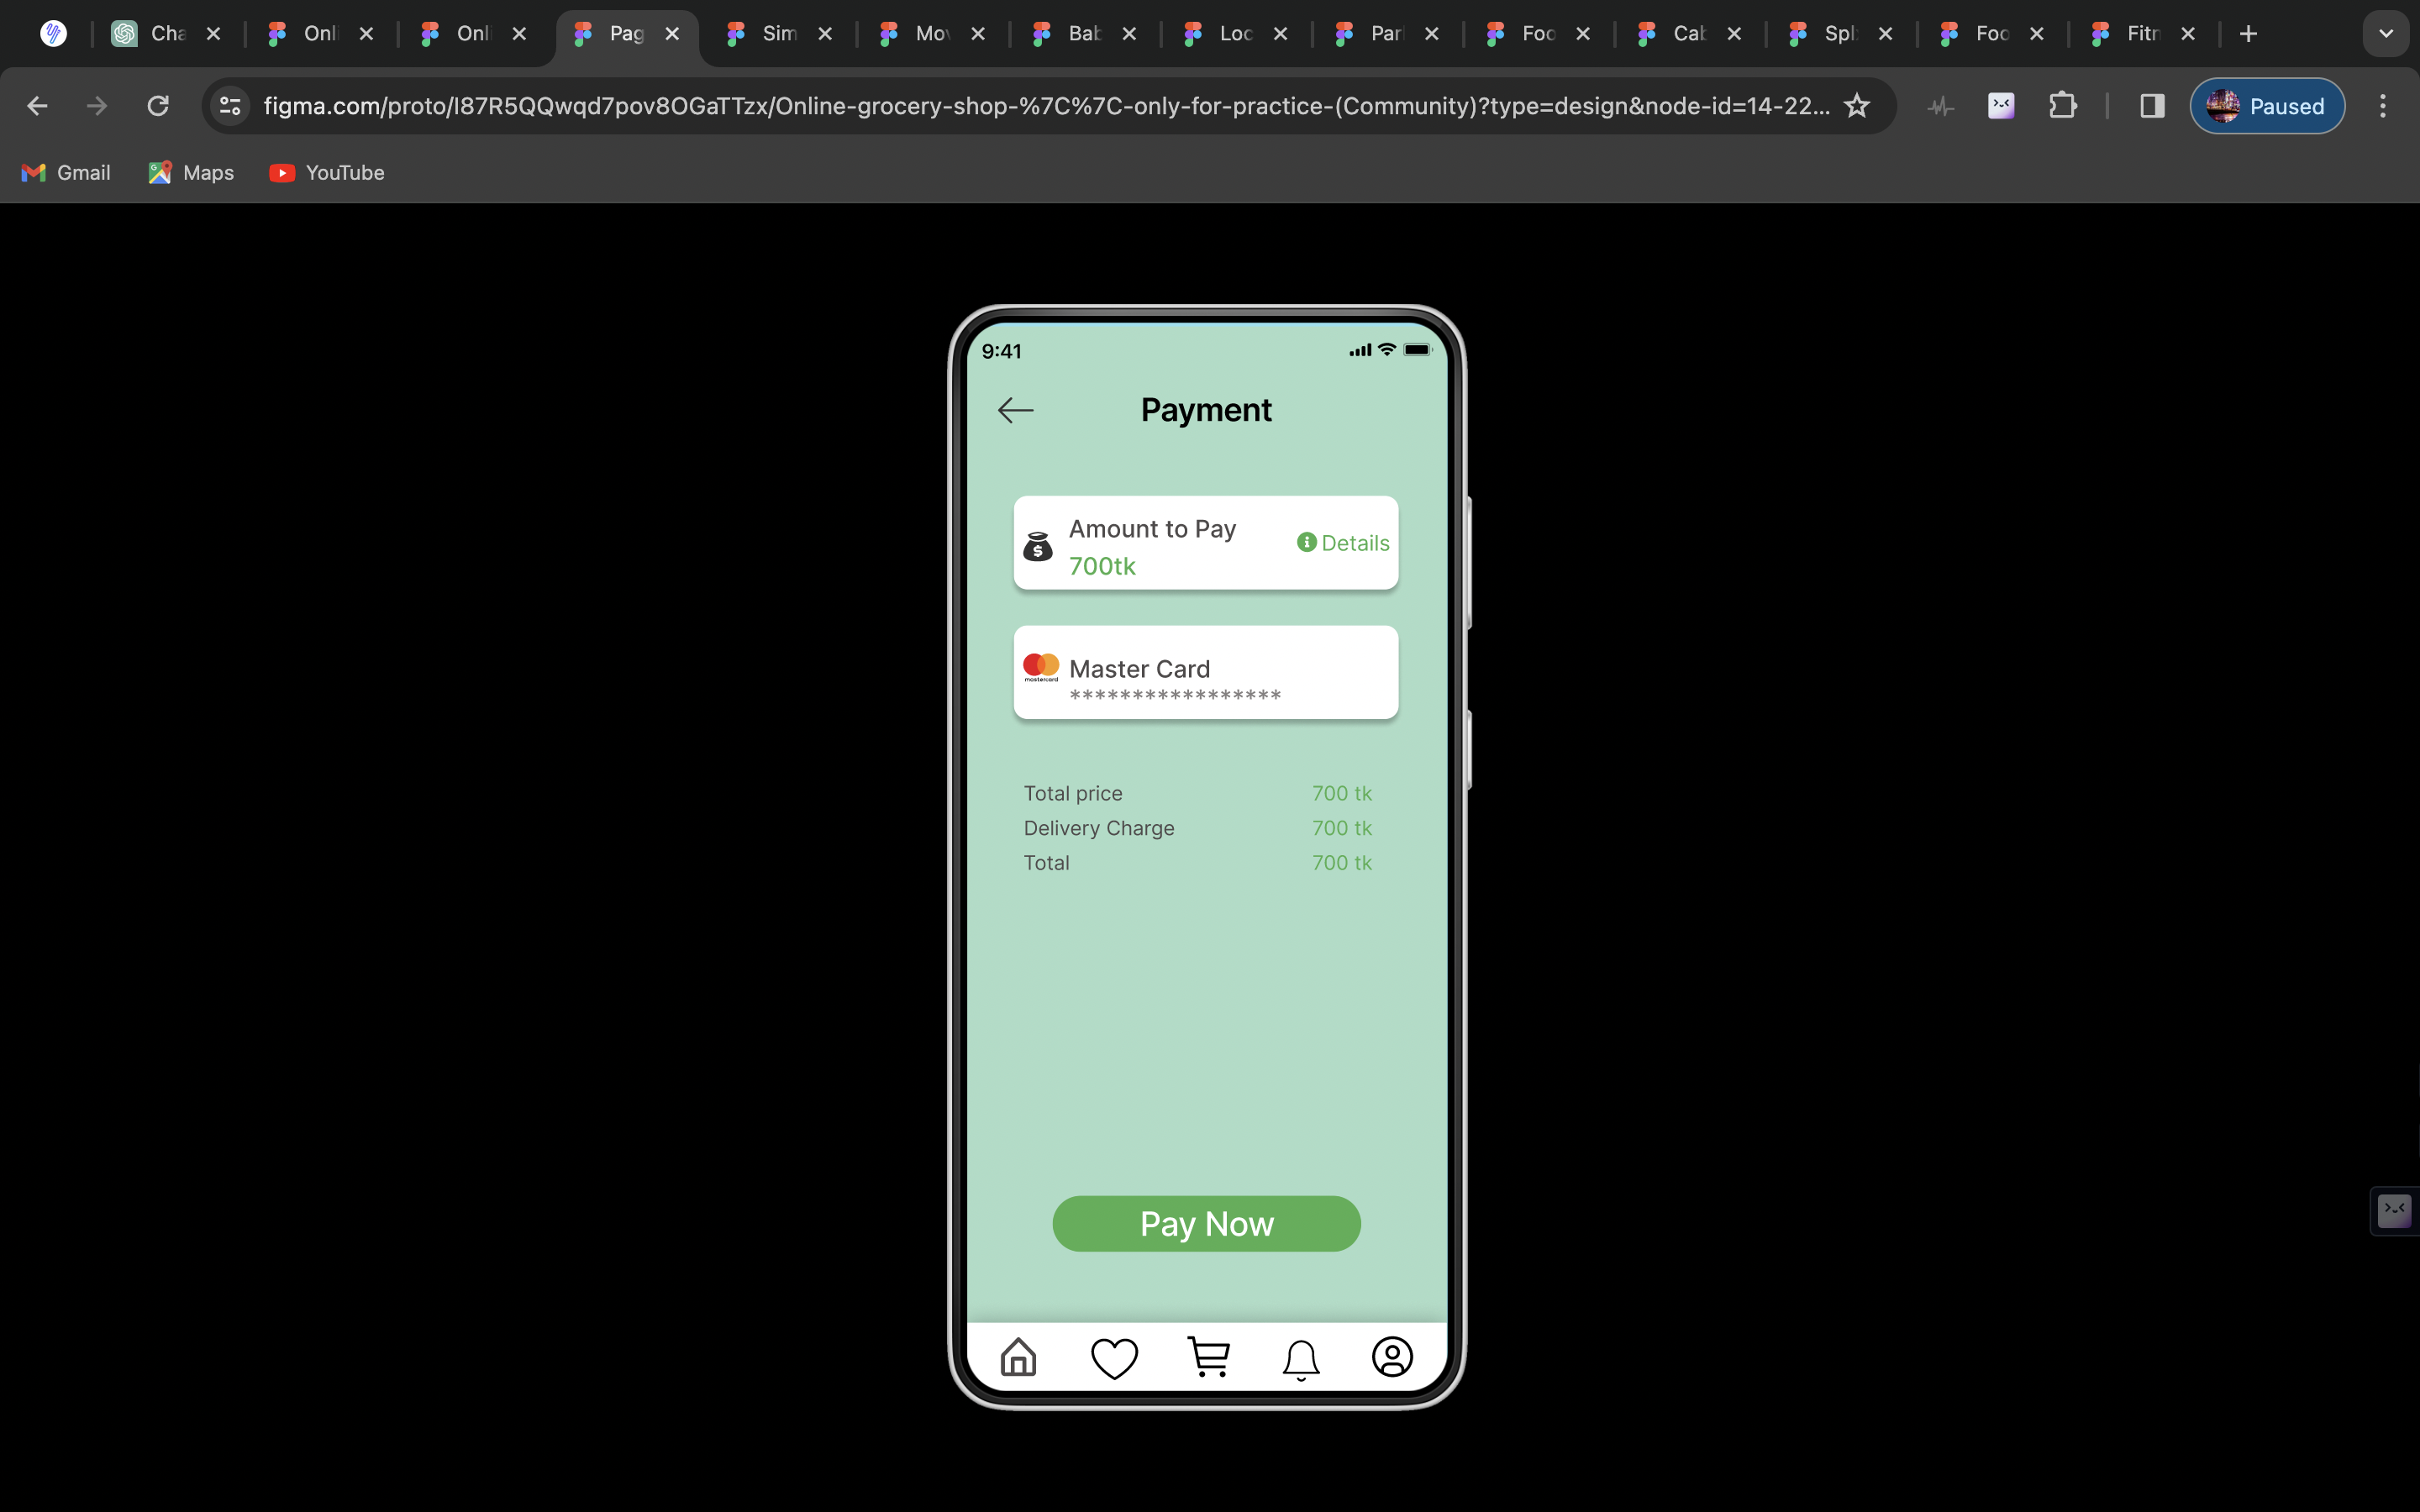 Cha
Onli
Onli
Pag
Sim
Mov
Bab
Loc
Par
Foo
Cab
Spl
Foo
Fitn
figma.com/proto/I87R5QQwqd7pov8OGaTTzx/Online-grocery-shop-%7C%7C-only-for-practice-(Community)?type=design&node-id=14-22...
Paused
Gmail
Maps
YouTube
9:41
Payment
Amount to Pay
700tk
Details
mastercard
Master Card
*****************
Total price 700 tk
Delivery Charge 700 tk
Total 700 tk
Pay Now